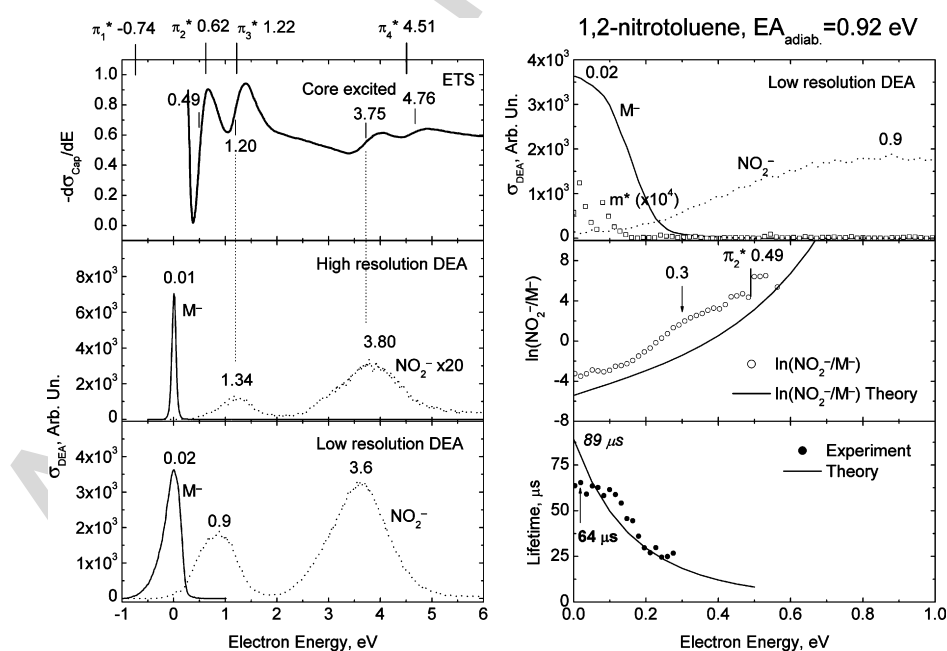 π₁* -0.74 π₂* 0.62 π₃* 1.22 π₄* 4.51
ETS
Core excited
0.49
1.20
3.75
4.76
-dσCap/dE
1.0
0.8
0.6
0.4
0.2
0.0
High resolution DEA
0.01
M⁻
1.34
3.80
NO₂⁻ x20
8x10³
6x10³
4x10³
2x10³
0
σDEA, Arb. Un.
Low resolution DEA
0.02
M⁻
0.9
3.6
NO₂⁻
4x10³
3x10³
2x10³
1x10³
0
-1 0 1 2 3 4 5 6
Electron Energy, eV
1,2-nitrotoluene, EAadiab.=0.92 eV
Low resolution DEA
0.02
M⁻
NO₂⁻
0.9
m* (x10⁴)
σDEA, Arb. Un.
4x10³
3x10³
2x10³
1x10³
0
π₂* 0.49
0.3
ln(NO₂⁻/M⁻)
ln(NO₂⁻/M⁻) Theory
ln(NO₂⁻/M⁻)
8
4
0
-4
-8
89 μs
Experiment
Theory
64 μs
Lifetime, μs
75
50
25
0
0.0 0.2 0.4 0.6 0.8 1.0
Electron Energy, eV